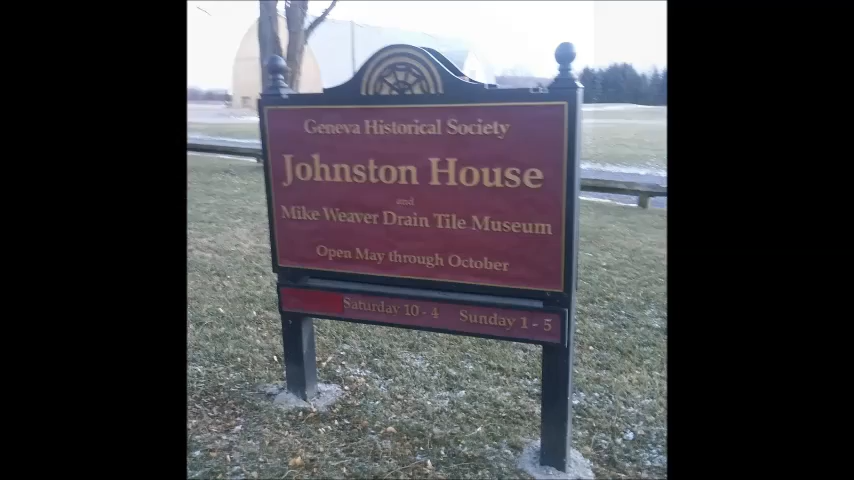 Geneva Historical Society
Johnston House
and
Mike Weaver Drain Tile Museum
Open May through October
Saturday 10 - 4 Sunday 1 - 5